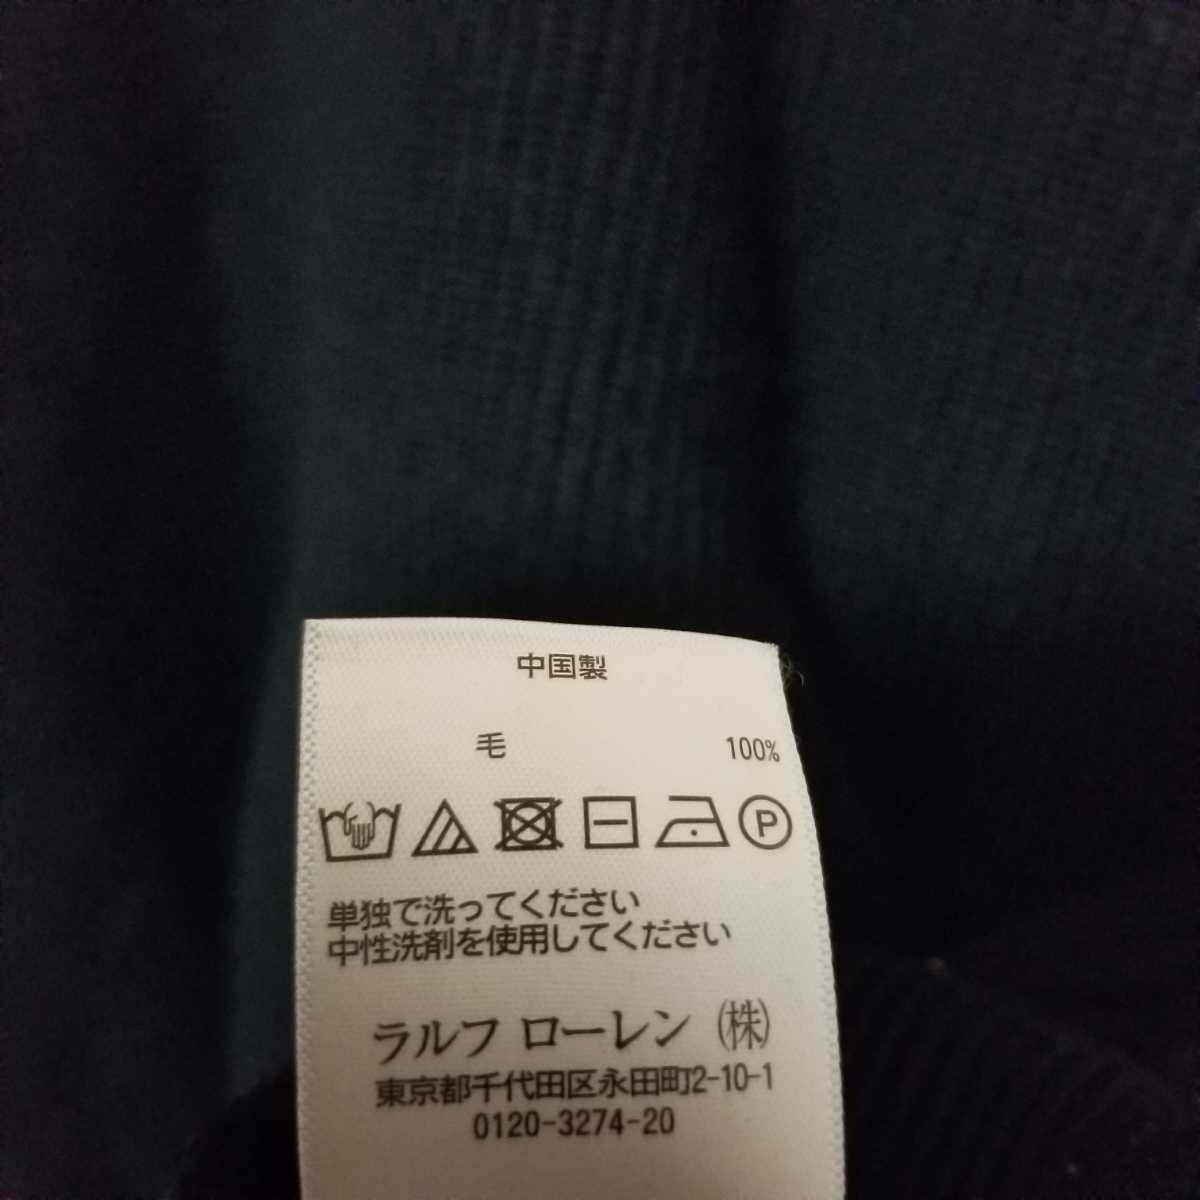 中国製
毛 100%
P
単独で洗ってください
中性洗剤を使用してください
ラルフ ローレン (株)
東京都千代田区永田町2-10-1
0120-3274-20